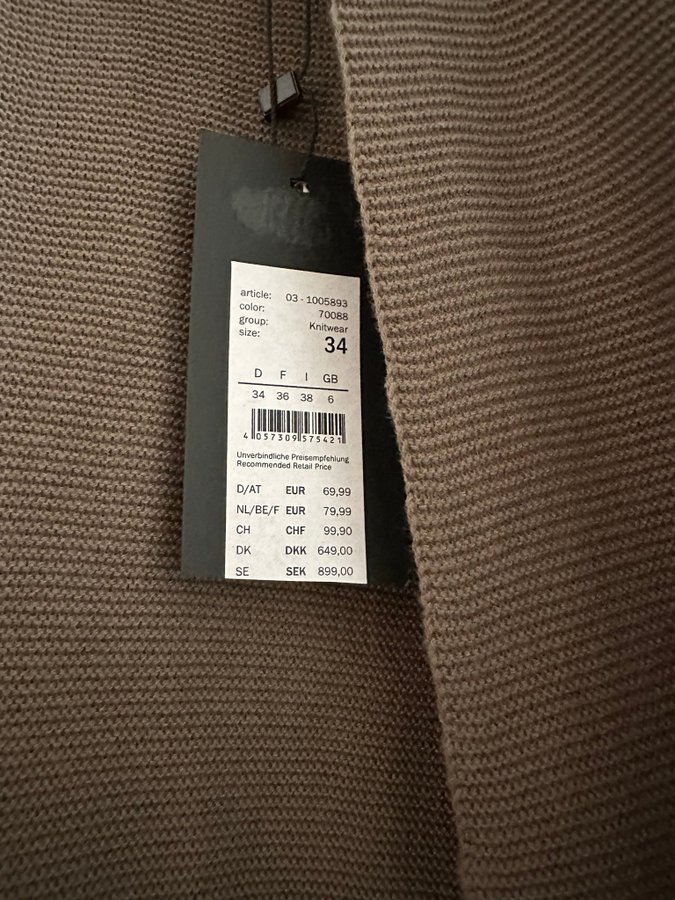 article: 03 - 1005893
color: 70088
group: Knitwear
size: 34
D F I GB
34 36 38 6
4 057309 575421
Unverbindliche Preisempfehlung
Recommended Retail Price
D/AT EUR 69,99
NL/BE/F EUR 79,99
CH CHF 99,90
DK DKK 649,00
SE SEK 899,00